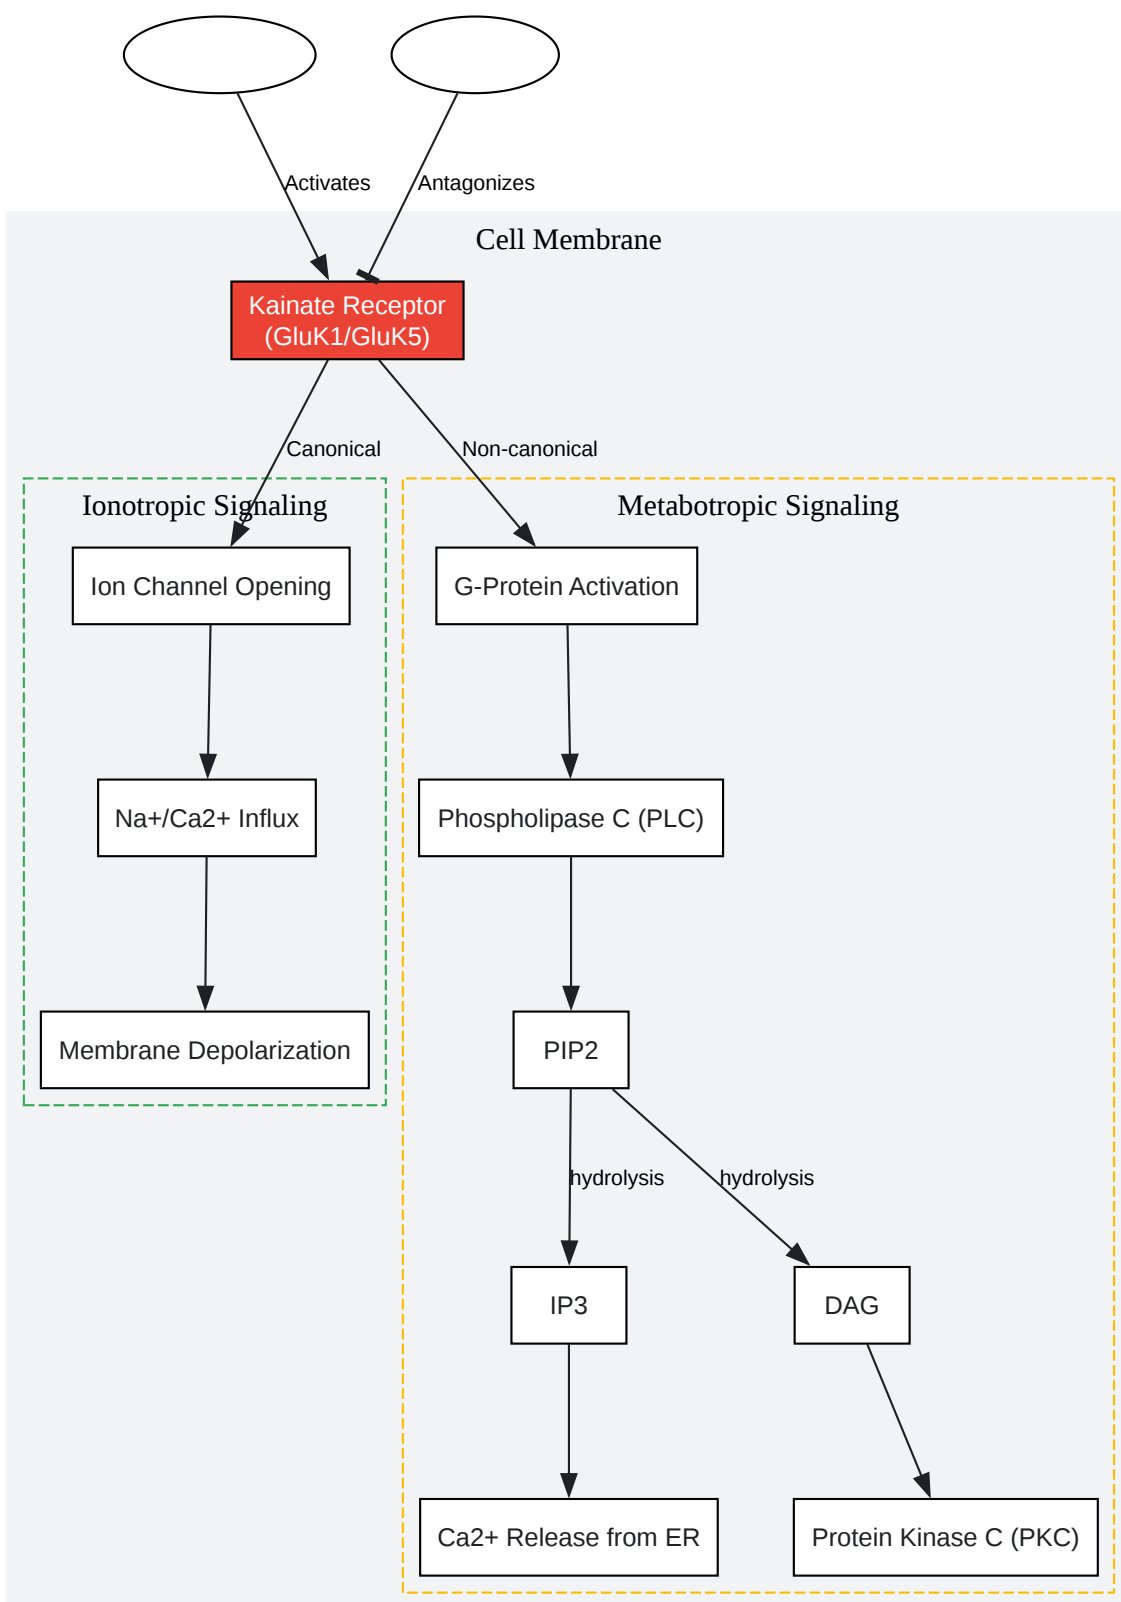 Activates
Antagonizes
Cell Membrane
Kainate Receptor
(GluK1/GluK5)
Canonical
Non-canonical
Ionotropic Signaling
Metabotropic Signaling
Ion Channel Opening
G-Protein Activation
Na+/Ca2+ Influx
Phospholipase C (PLC)
Membrane Depolarization
PIP2
hydrolysis
hydrolysis
IP3
DAG
Ca2+ Release from ER
Protein Kinase C (PKC)